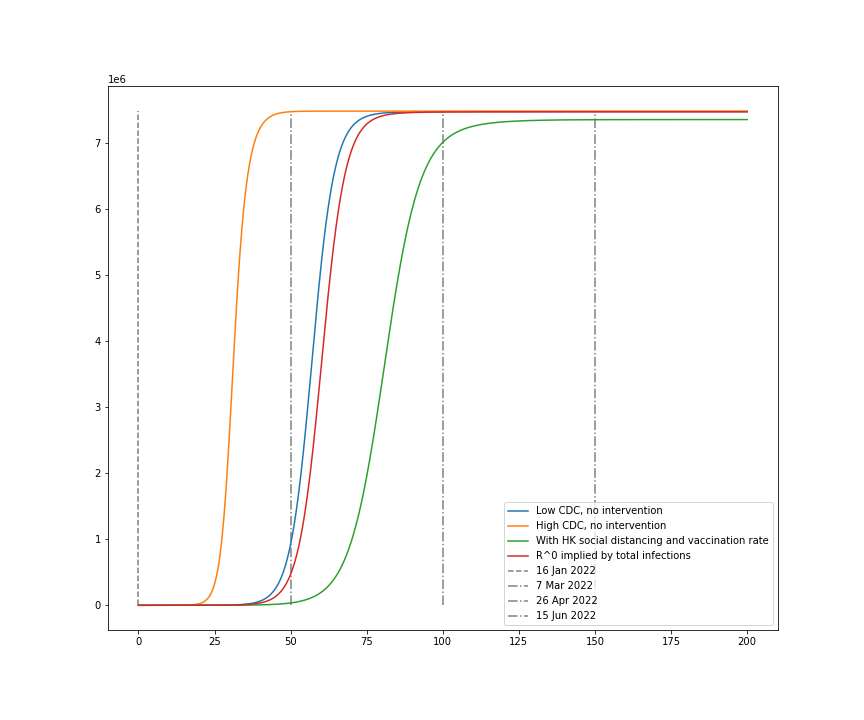 1e6
7
6
5
4
3
2
1
0
Low CDC, no intervention
High CDC, no intervention
With HK social distancing and vaccination rate
R^0 implied by total infections
16 Jan 2022
7 Mar 2022
26 Apr 2022
15 Jun 2022
0 25 50 75 100 125 150 175 200